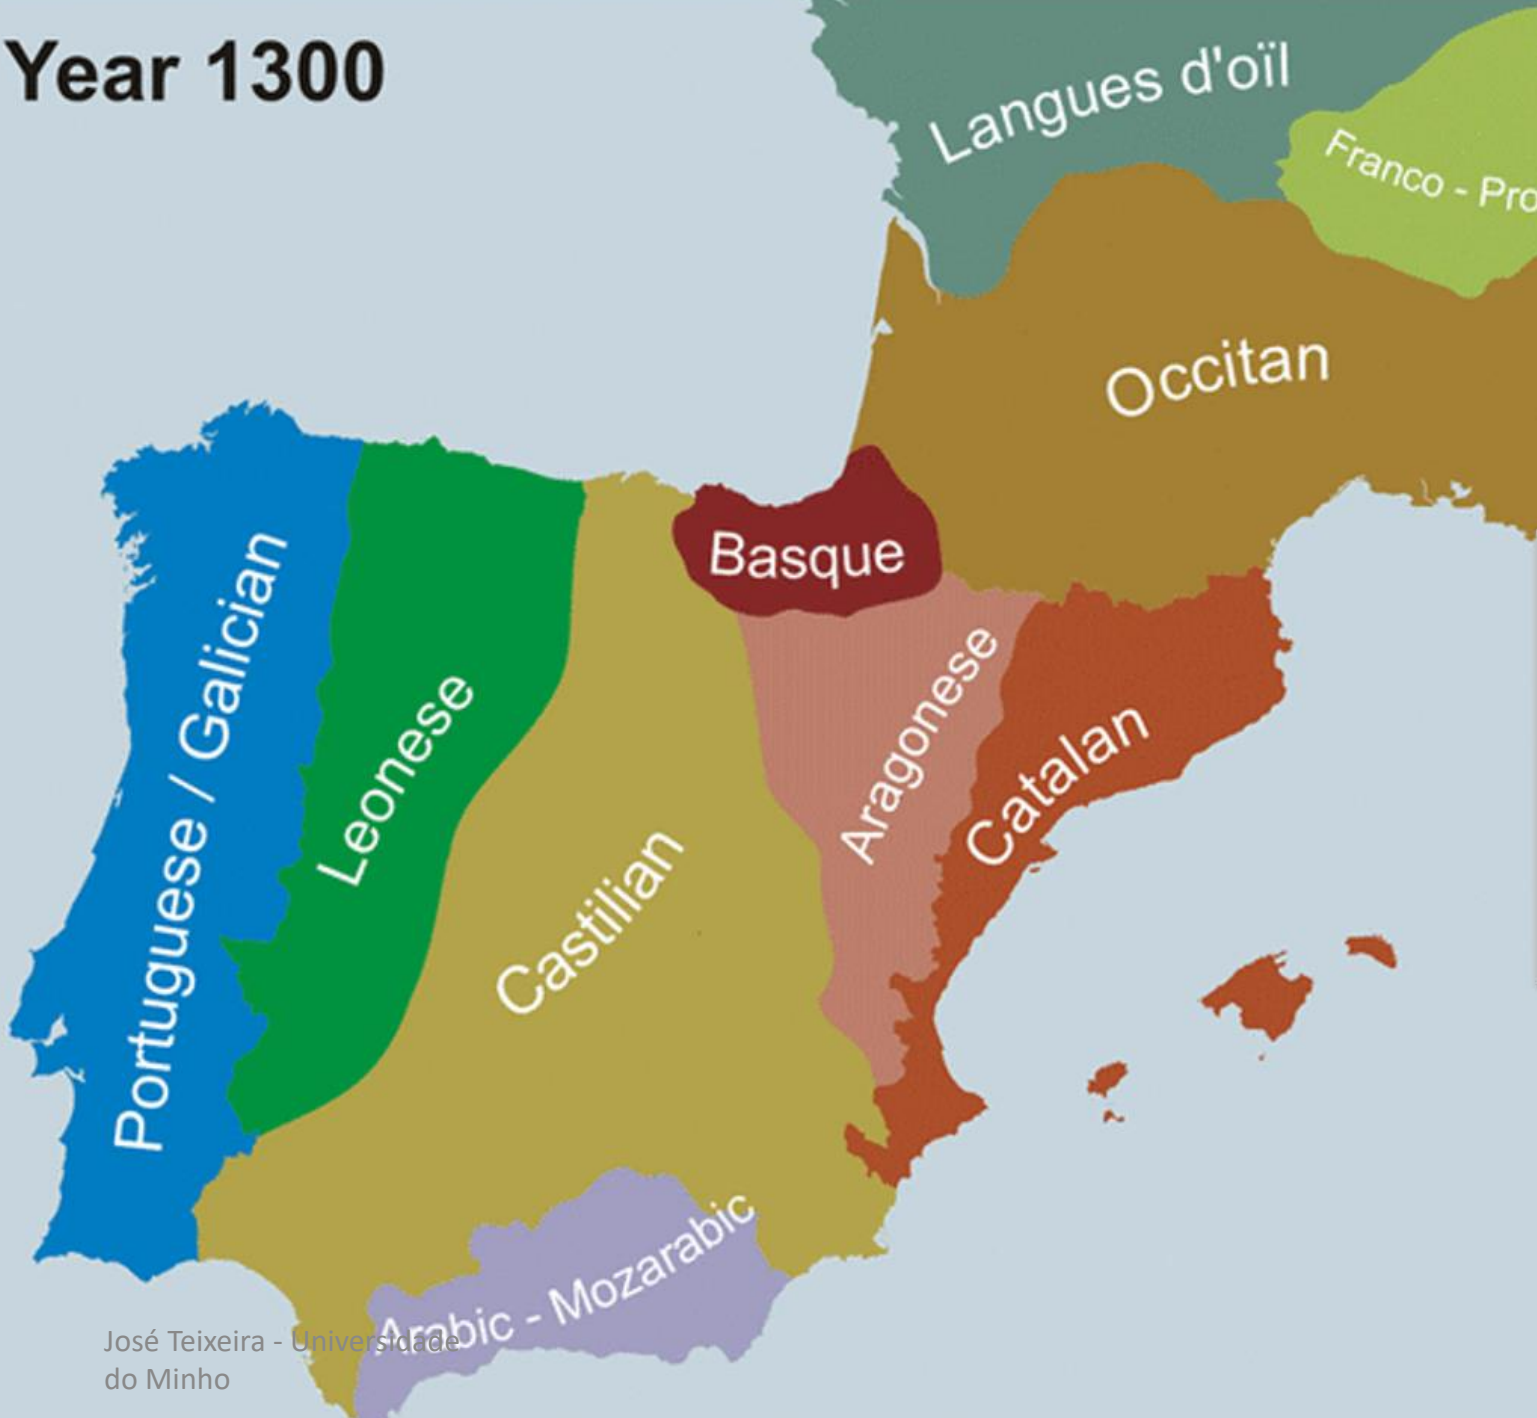 Year 1300
Langues d'oïl
Franco - Pro
Occitan
Basque
Portuguese / Galician
Leonese
Castilian
Aragonese
Catalan
Arabic - Mozarabic
José Teixeira - Universidade
do Minho